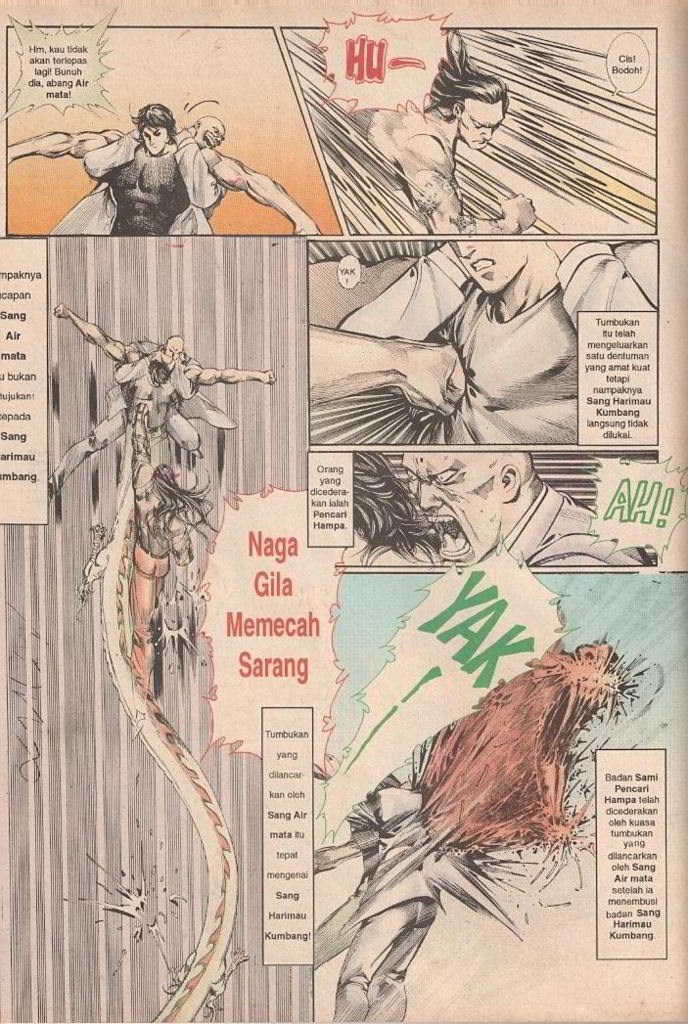 Hm, kau tidak
akan terlepas
lagi! Bunuh
dia, abang Air
mata!
HU—
Cis!
Bodoh!
capan
Sang
Air
mata
u bukan
tujukan!
epada
Sang
YAK
!
Tumbukan
itu telah
mengeluarkan
satu dentuman
yang amat kuat
tetapi
nampaknya
Sang Harimau
Kumbang
langsung tidak
dilukai.
Orang
yang
dicedera-
kan ialah
Pencari
Hampa.
AH!
Naga
Gila
Memecah
Sarang
YAK
—!
Tumbukan
yang
dilancar-
kan oleh
Sang Air
mata itu
tepat
mengenai
Sang
Harimau
Kumbang!
Badan Sami
Pencari
Hampa telah
dicederakan
oleh kuasa
tumbukan
yang
dilancarkan
oleh Sang
Air mata
setelah ia
menembusi
badan Sang
Harimau
Kumbang.